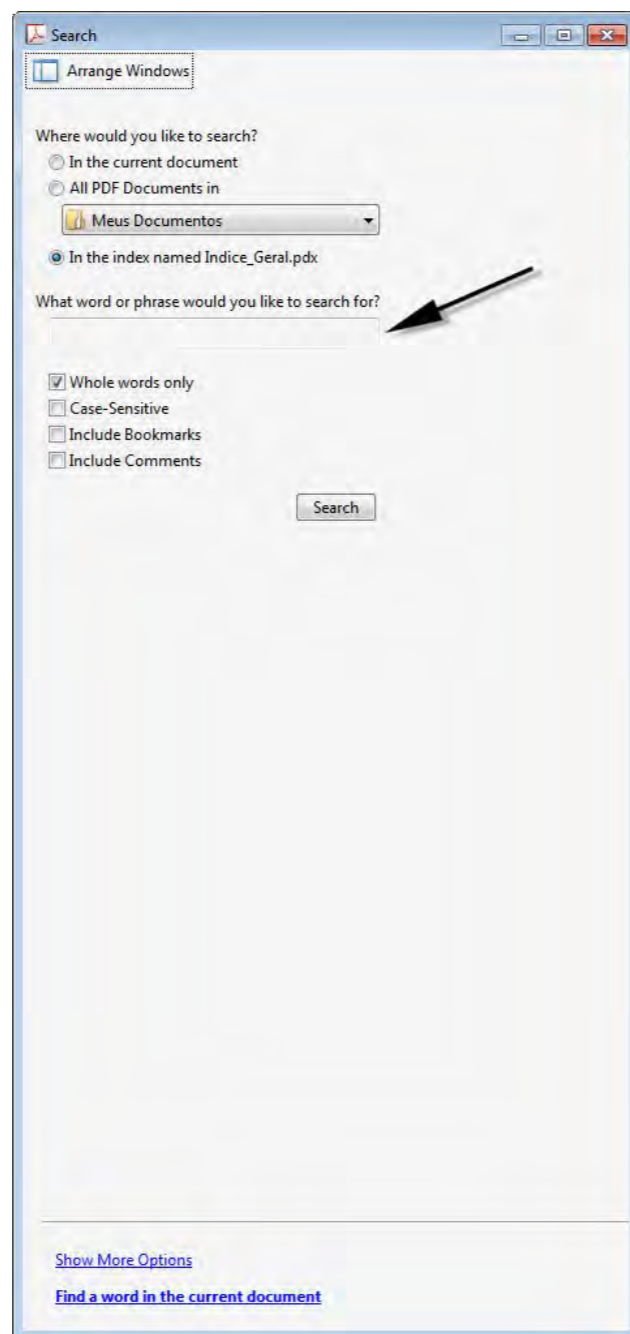 Search
Arrange Windows
Where would you like to search?
In the current document
All PDF Documents in
Meus Documentos
In the index named Indice_Geral.pdx
What word or phrase would you like to search for?
Whole words only
Case-Sensitive
Include Bookmarks
Include Comments
Search
Show More Options
Find a word in the current document